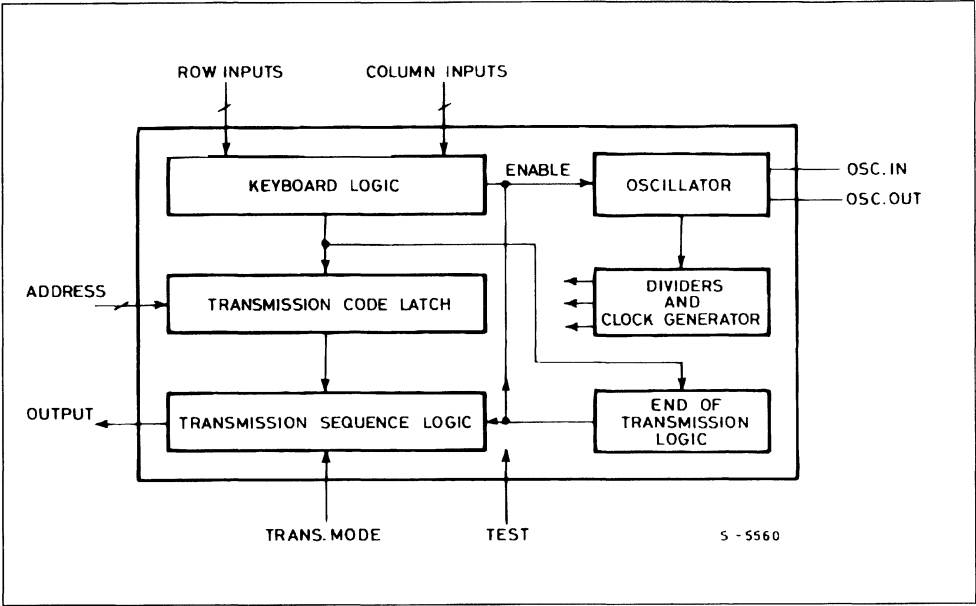 ROW INPUTS
COLUMN INPUTS
KEYBOARD LOGIC
ENABLE
OSCILLATOR
OSC.IN
OSC.OUT
ADDRESS
TRANSMISSION CODE LATCH
DIVIDERS
AND
CLOCK GENERATOR
OUTPUT
TRANSMISSION SEQUENCE LOGIC
END OF
TRANSMISSION
LOGIC
TRANS.MODE
TEST
S-5560